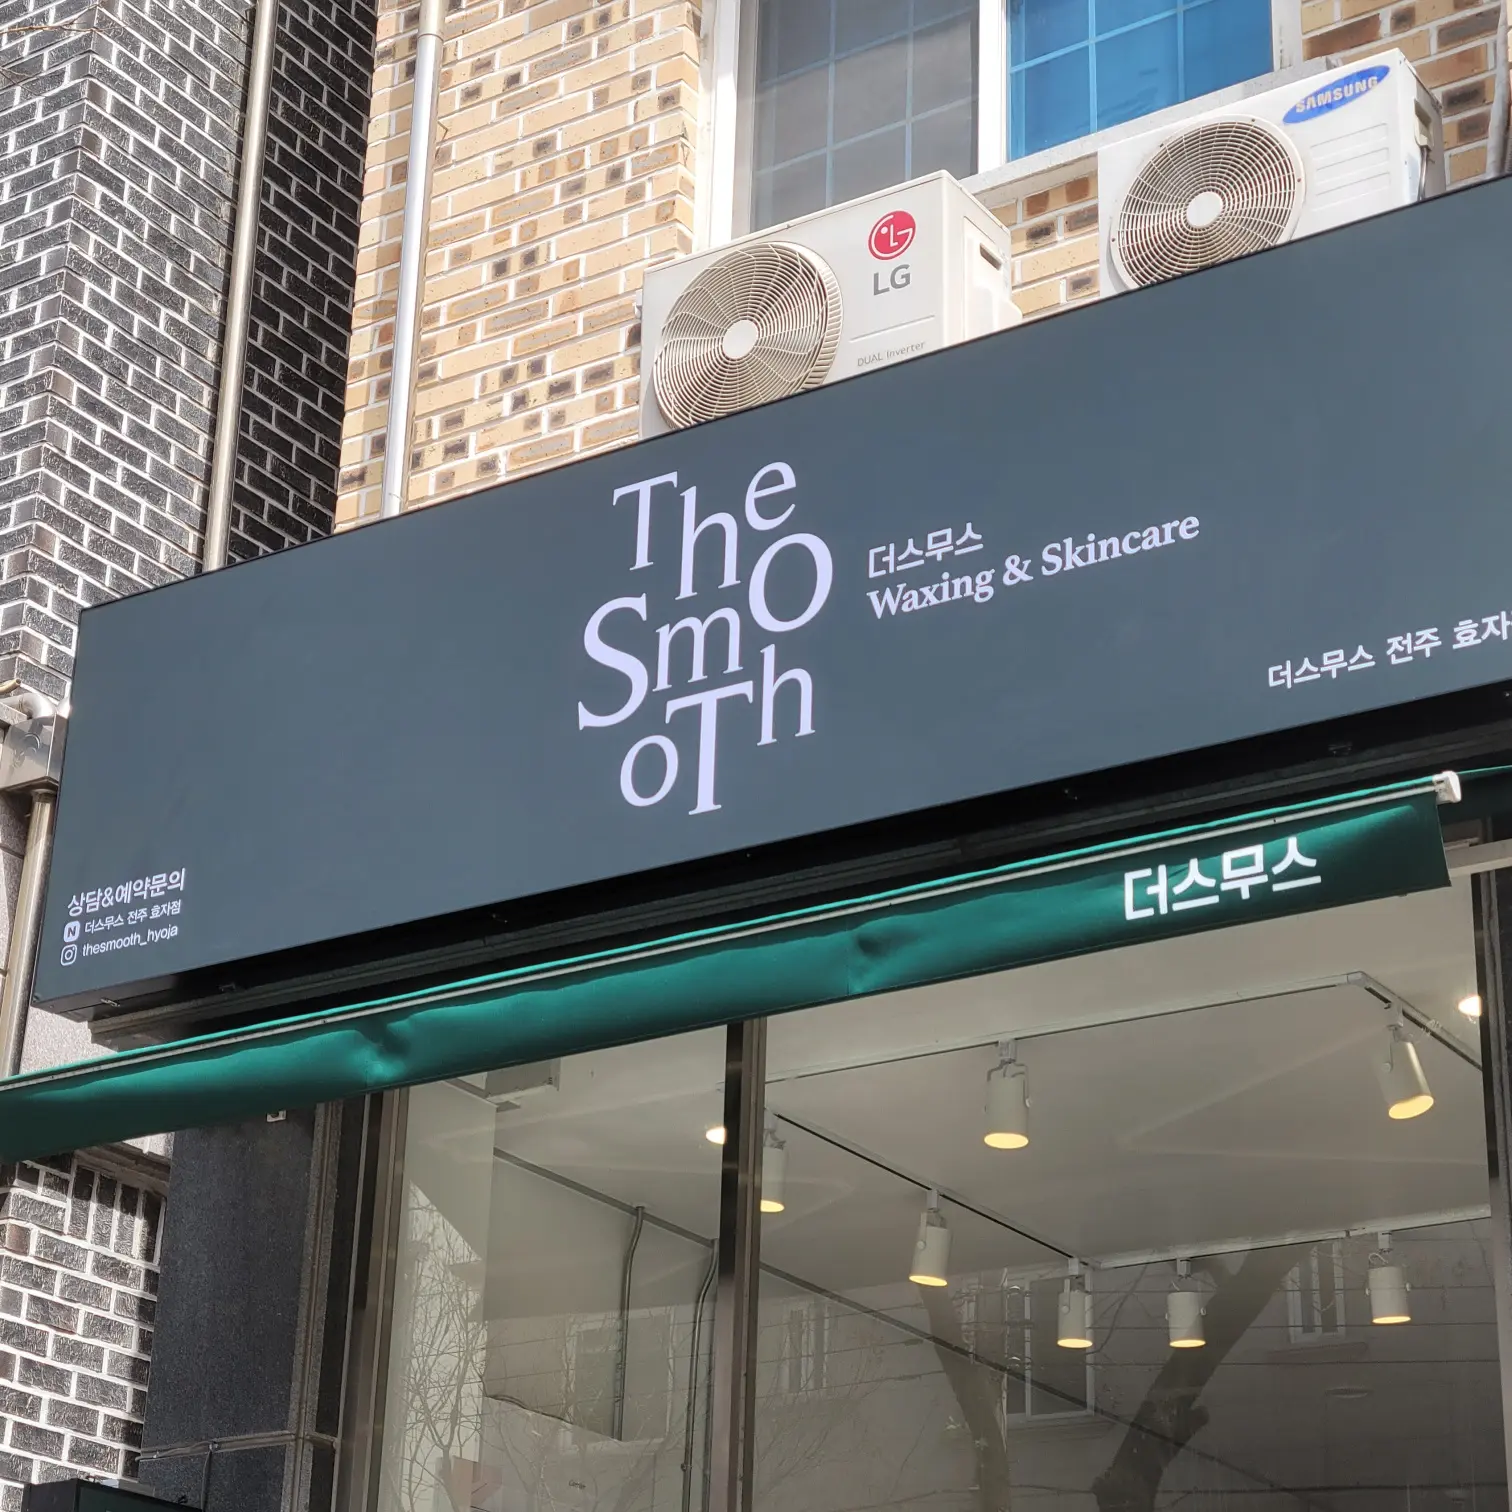 SAMSUNG
LG
DUAL Inverter
The
SmO
oTh
더스무스
Waxing & Skincare
더스무스 전주 효자
상담&예약문의
N 더스무스 전주 효자점
thesmooth_hyoja
더스무스